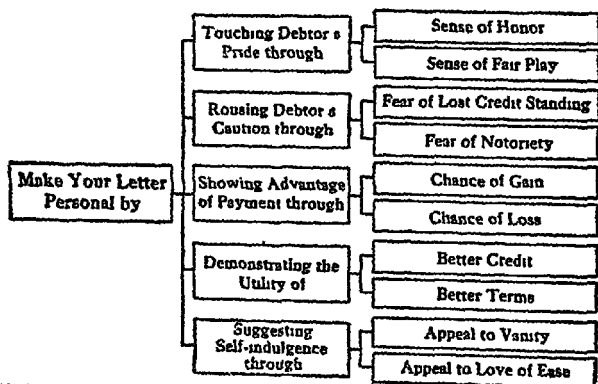 Make Your Letter
Personal by
Touching Debtor s
Pride through
Sense of Honor
Sense of Fair Play
Rousing Debtor s
Caution through
Fear of Lost Credit Standing
Fear of Notoriety
Showing Advantage
of Payment through
Chance of Gain
Chance of Loss
Demonstrating the
Utility of
Better Credit
Better Terms
Suggesting
Self-indulgence
through
Appeal to Vanity
Appeal to Love of Ease